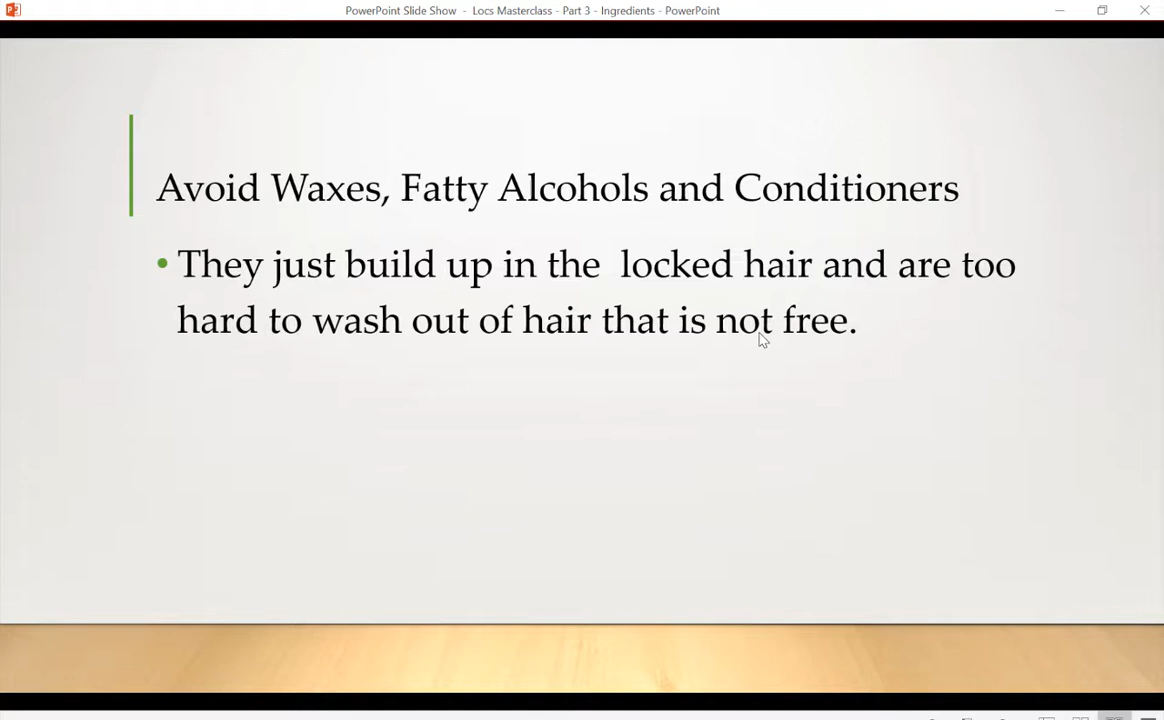 PowerPoint Slide Show - Locs Masterclass - Part 3 - Ingredients - PowerPoint
Avoid Waxes, Fatty Alcohols and Conditioners
• They just build up in the locked hair and are too
hard to wash out of hair that is not free.